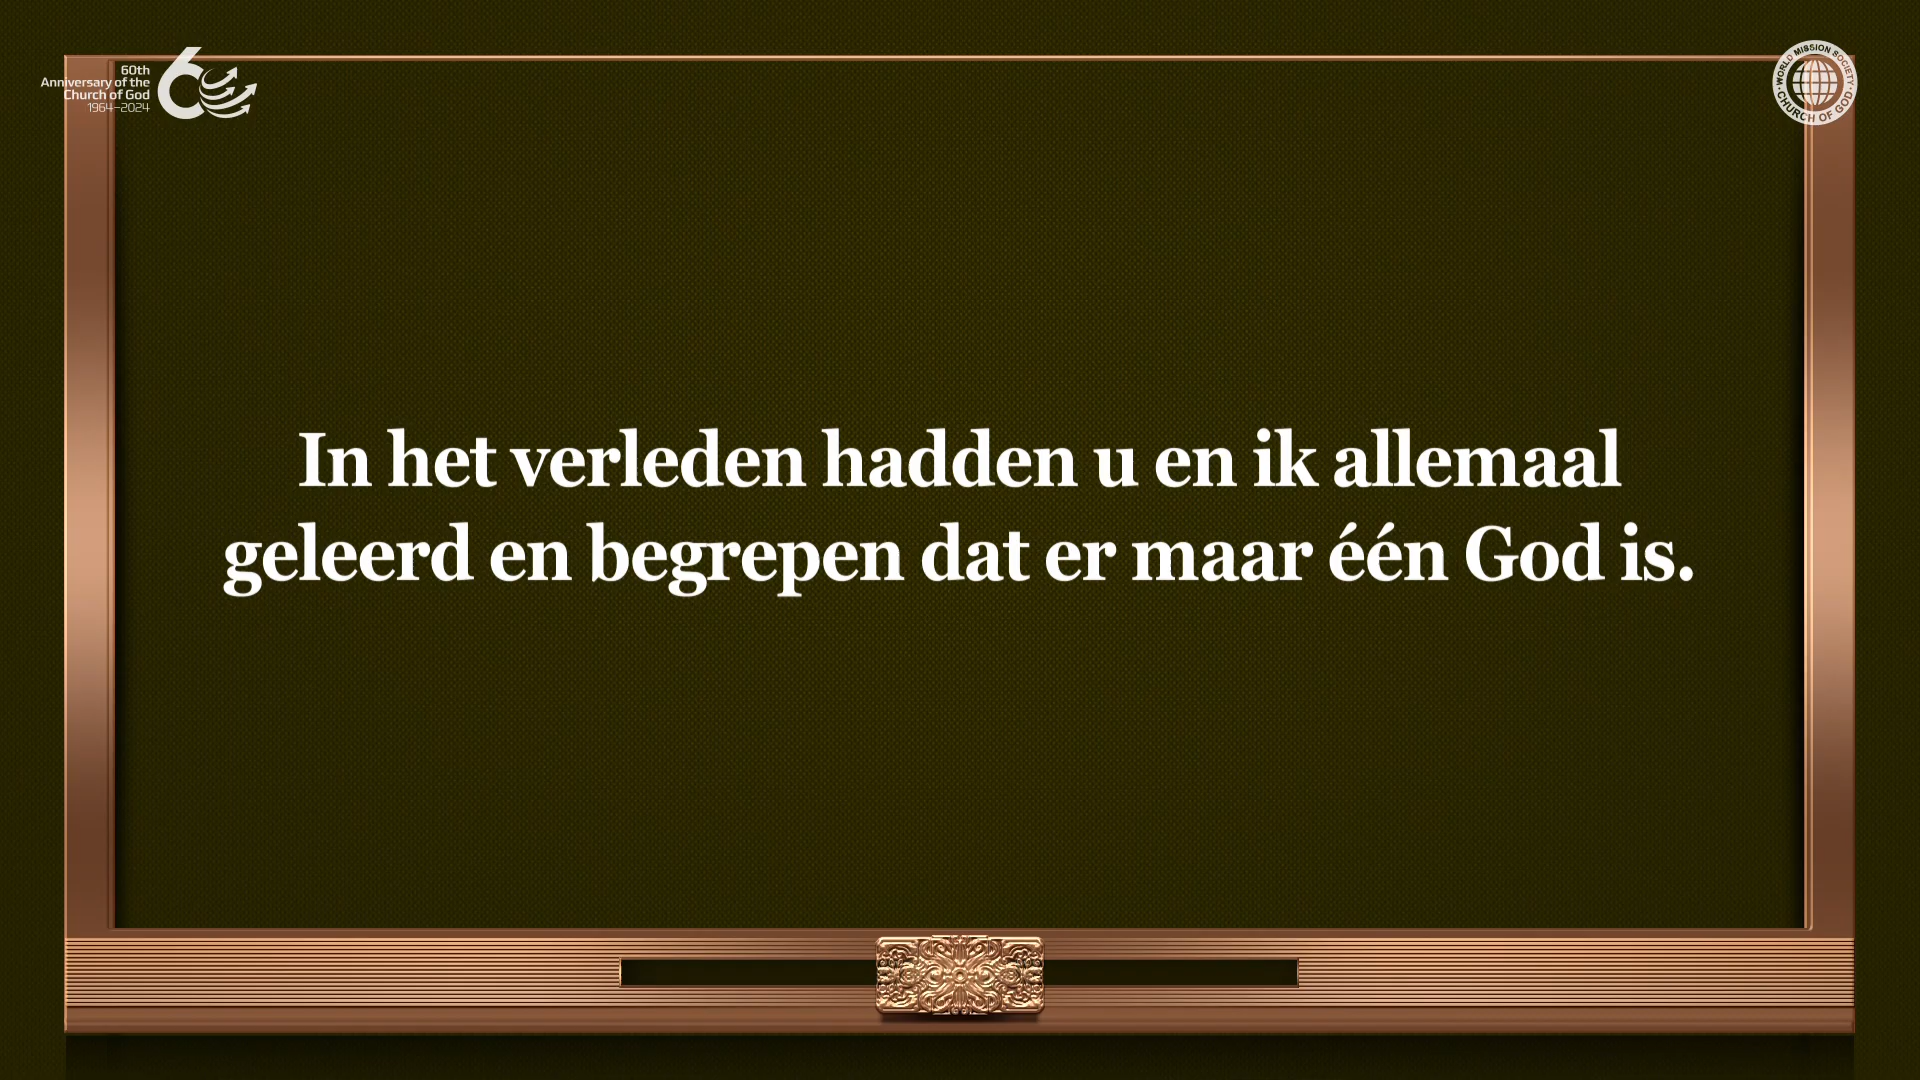 60th
Anniversary of the
Church of God
1964–2024
WORLD MISSION SOCIETY
CHURCH OF GOD
In het verleden hadden u en ik allemaal
geleerd en begrepen dat er maar één God is.